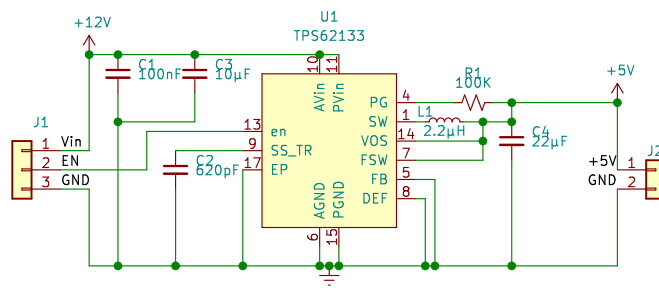 U1
TPS62133
+12V
+5V
C1
100nF
C3
10µF
10
11
AVin
PVin
R1
100K
PG
4
L1
2.2µH
SW
1
VOS
14
FSW
7
FB
5
DEF
8
C4
22µF
J1
Vin
1
EN
2
GND
3
13
en
9
SS_TR
17
EP
C2
620pF
AGND
PGND
6
15
J2
+5V
1
GND
2